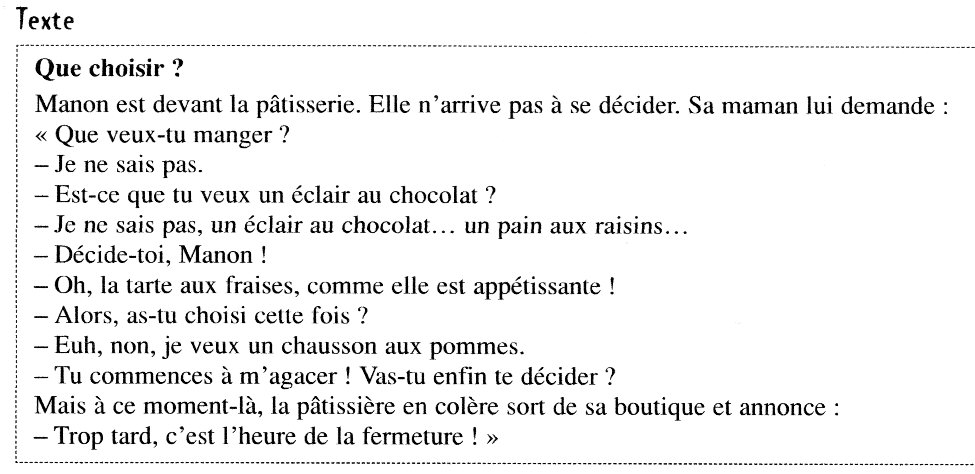 Texte
Que choisir ?
Manon est devant la pâtisserie. Elle n’arrive pas à se décider. Sa maman lui demande :
« Que veux-tu manger ?
– Je ne sais pas.
– Est-ce que tu veux un éclair au chocolat ?
– Je ne sais pas, un éclair au chocolat… un pain aux raisins…
– Décide-toi, Manon !
– Oh, la tarte aux fraises, comme elle est appétissante !
– Alors, as-tu choisi cette fois ?
– Euh, non, je veux un chausson aux pommes.
– Tu commences à m’agacer ! Vas-tu enfin te décider ?
Mais à ce moment-là, la pâtissière en colère sort de sa boutique et annonce :
– Trop tard, c’est l’heure de la fermeture ! »